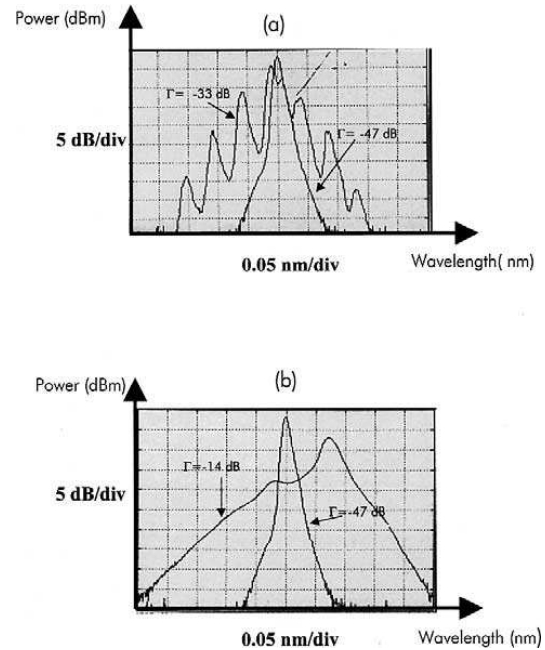 Power (dBm)
(a)
Γ= -33 dB
5 dB/div
Γ= -47 dB
0.05 nm/div
Wavelength( nm)
Power (dBm)
(b)
Γ=-14 dB
5 dB/div
Γ=-47 dB
0.05 nm/div
Wavelength (nm)